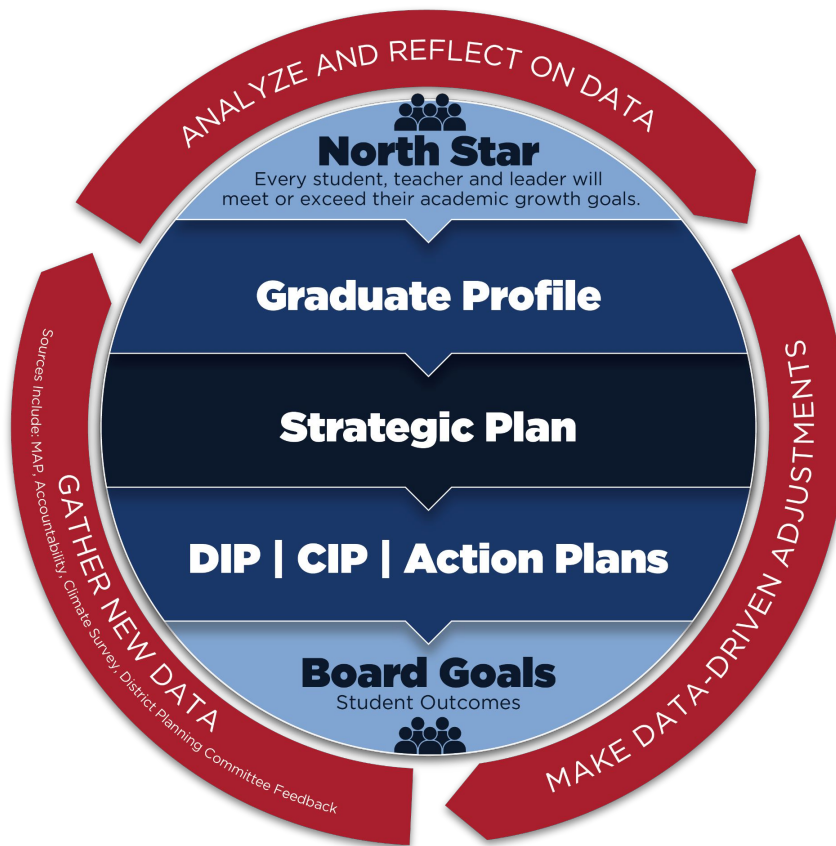 ANALYZE AND REFLECT ON DATA
North Star
Every student, teacher and leader will
meet or exceed their academic growth goals.
Graduate Profile
Strategic Plan
DIP | CIP | Action Plans
Board Goals
Student Outcomes
MAKE DATA-DRIVEN ADJUSTMENTS
GATHER NEW DATA
Sources Include: MAP, Accountability, Climate Survey, District Planning Committee Feedback